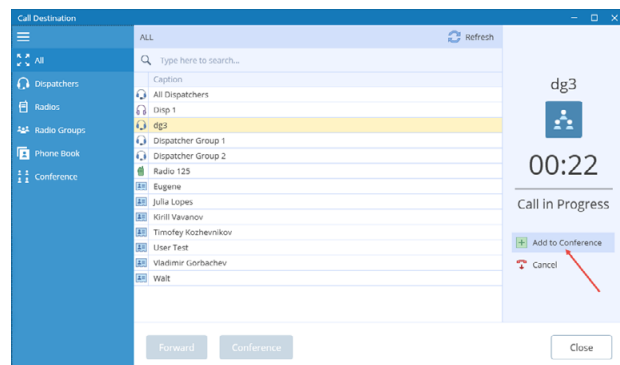 Call Destination
All
Dispatchers
Radios
Radio Groups
Phone Book
Conference
ALL
Refresh
Type here to search...
Caption
All Dispatchers
Disp 1
dg3
Dispatcher Group 1
Dispatcher Group 2
Radio 125
Eugene
Julia Lopes
Kirill Vavanov
Timofey Kozhevnikov
User Test
Vladimir Gorbachev
Walt
Forward
Conference
dg3
00:22
Call in Progress
Add to Conference
Cancel
Close